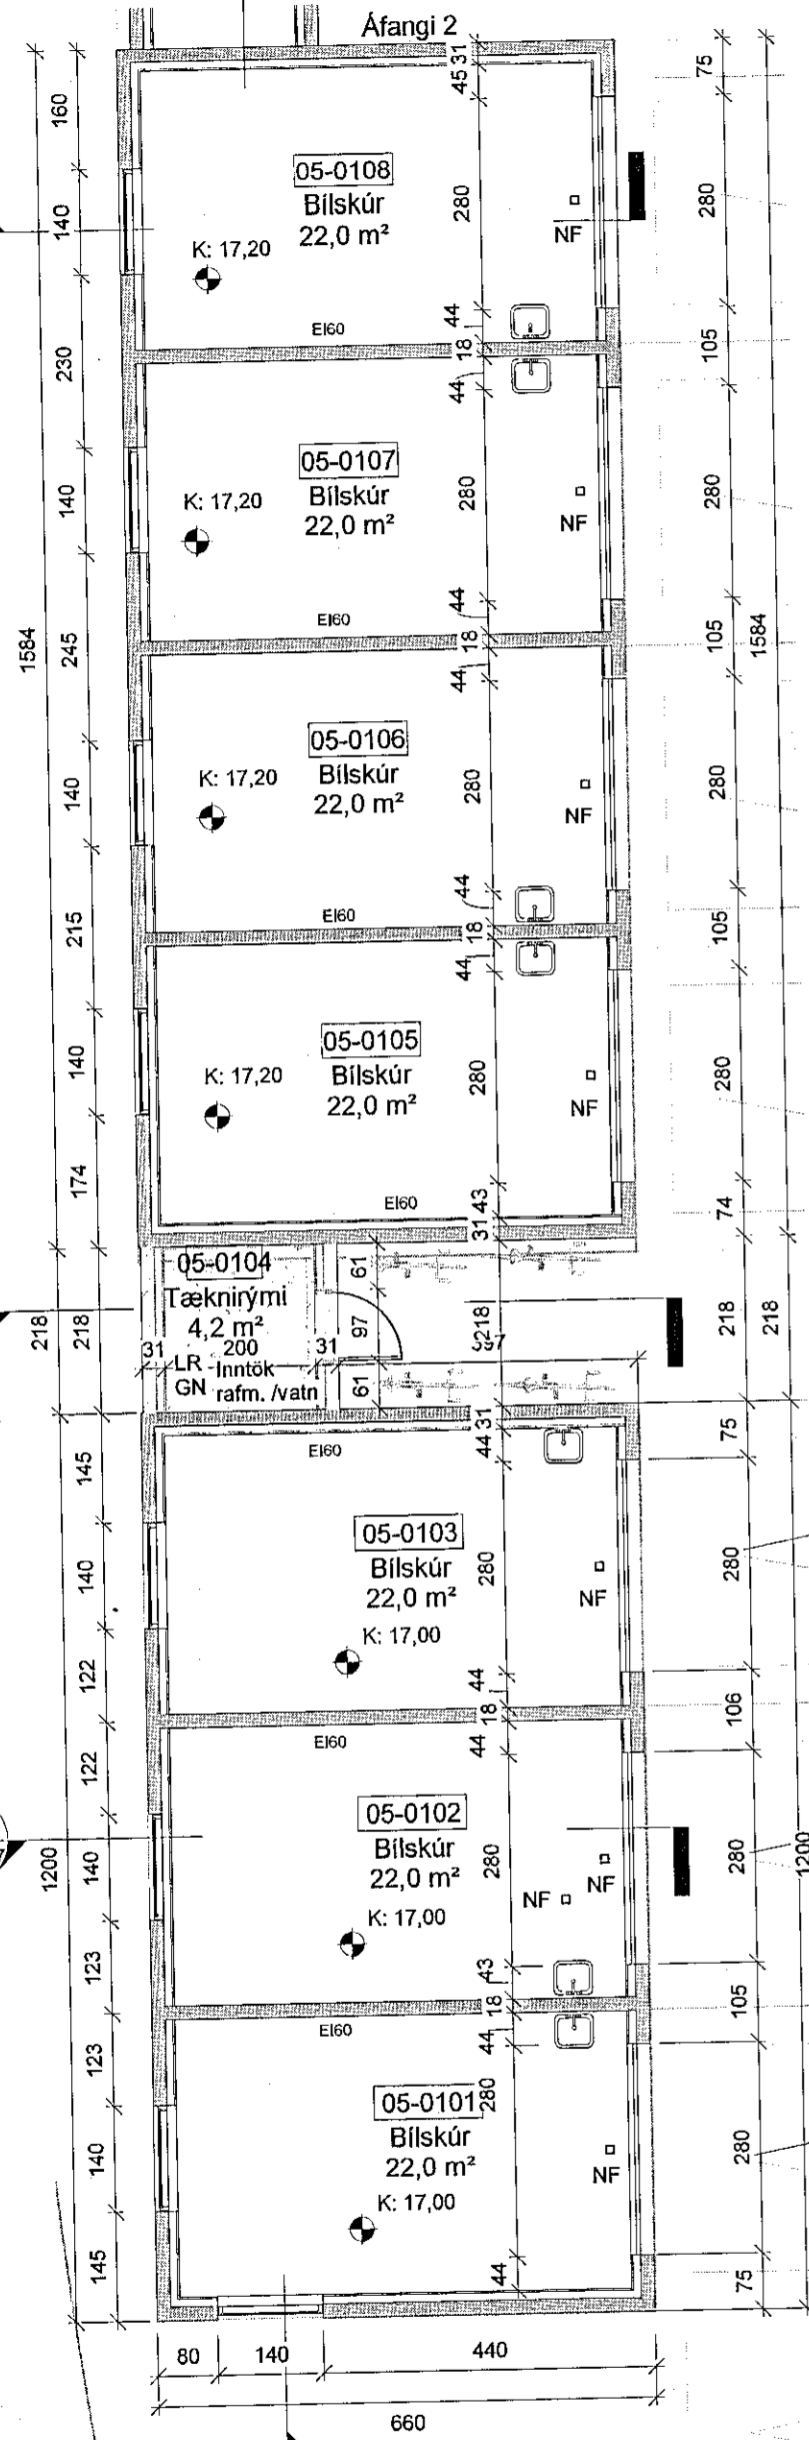 Áfangi 2
31
45
75
160
05-0108
Bílskúr
22,0 m²
280
280
140
K: 17,20
NF
EI60
44
18
44
105
230
05-0107
Bílskúr
22,0 m²
280
280
140
K: 17,20
NF
EI60
44
18
44
105
1584
1584
245
05-0106
Bílskúr
22,0 m²
280
280
140
K: 17,20
NF
EI60
44
18
44
105
215
05-0105
Bílskúr
22,0 m²
280
280
140
K: 17,20
NF
174
EI60
43
31
74
05-0104
Tæknirými
4,2 m²
61
97
61
218
218
218
218
218
31
200
31
LR
Inntök
GN
rafm. /vatn
31
44
75
EI60
145
05-0103
Bílskúr
22,0 m²
280
280
140
NF
K: 17,00
122
44
18
44
106
EI60
122
05-0102
Bílskúr
22,0 m²
280
280
1200
1200
140
NF
NF
K: 17,00
123
43
18
44
105
EI60
123
05-0101
280
Bílskúr
22,0 m²
280
140
NF
K: 17,00
145
44
75
80
140
440
660